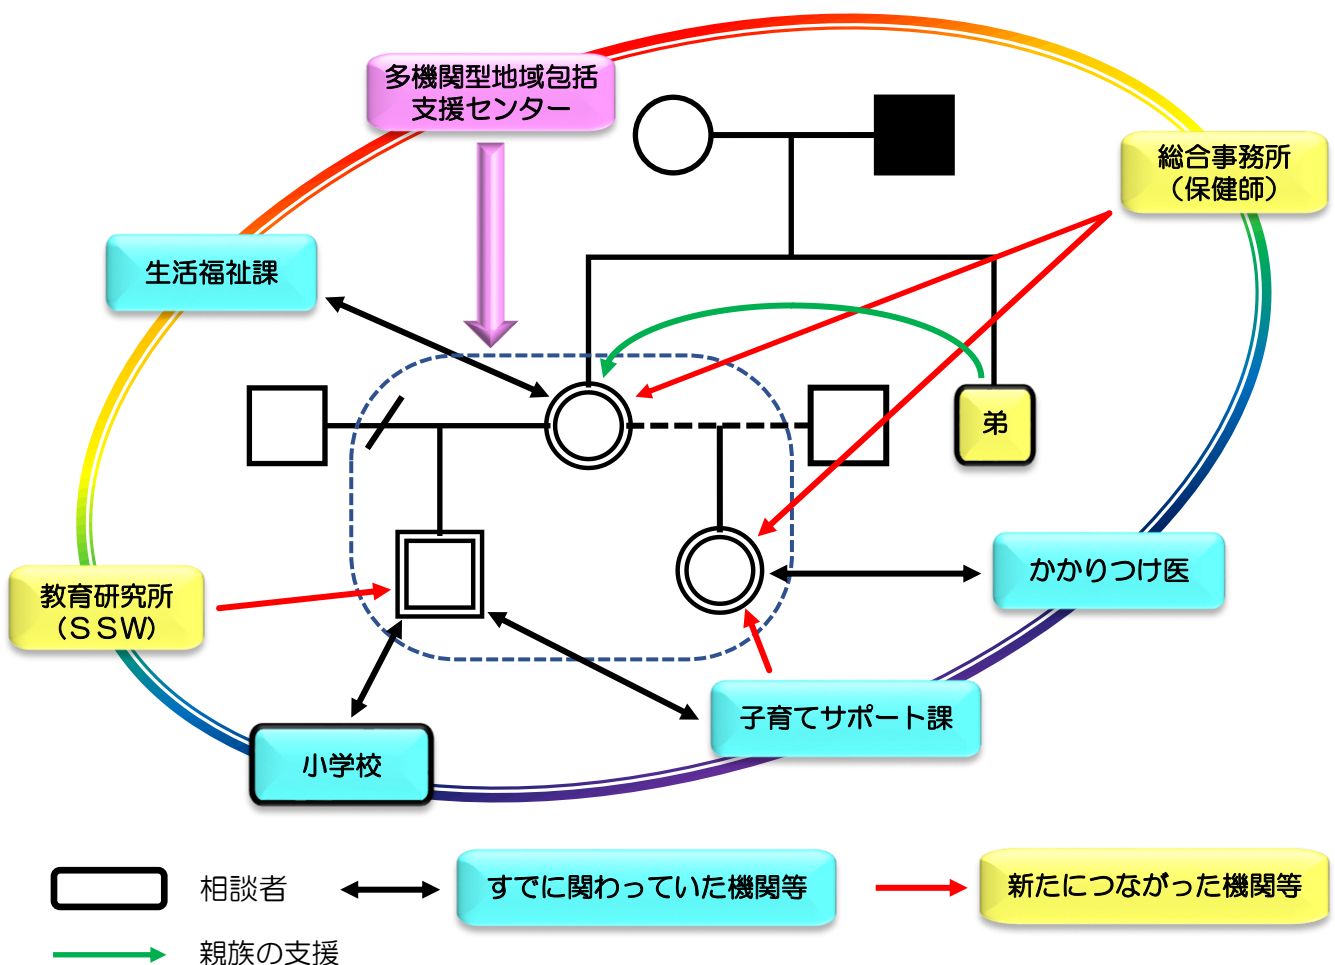 多機関型地域包括
支援センター
総合事務所
（保健師）
生活福祉課
弟
かかりつけ医
教育研究所
（ＳＳＷ）
子育てサポート課
小学校
相談者
すでに関わっていた機関等
新たにつながった機関等
親族の支援